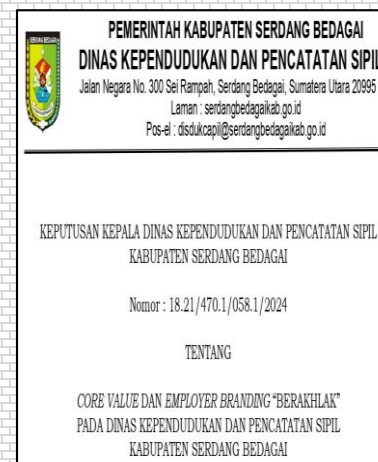 PEMERINTAH KABUPATEN SERDANG BEDAGAI
DINAS KEPENDUDUKAN DAN PENCATATAN SIPIL
Jalan Negara No. 300 Sei Rampah, Serdang Bedagai, Sumatera Utara 20995
Laman : serdangbedagaikab.go.id
Pos-el : disdukcapil@serdangbedagaikab.go.id
KEPUTUSAN KEPALA DINAS KEPENDUDUKAN DAN PENCATATAN SIPIL
KABUPATEN SERDANG BEDAGAI
Nomor : 18.21/470.1/058.1/2024
TENTANG
CORE VALUE DAN EMPLOYER BRANDING “BERAKHLAK”
PADA DINAS KEPENDUDUKAN DAN PENCATATAN SIPIL
KABUPATEN SERDANG BEDAGAI